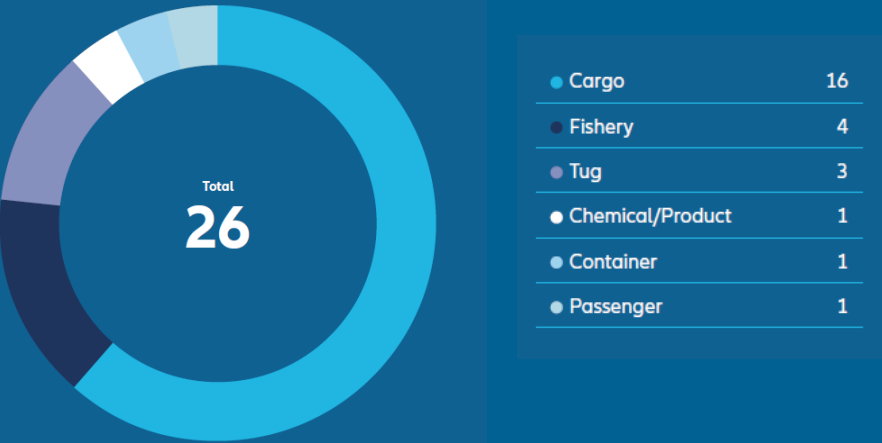 Total
26
Cargo 16
Fishery 4
Tug 3
Chemical/Product 1
Container 1
Passenger 1